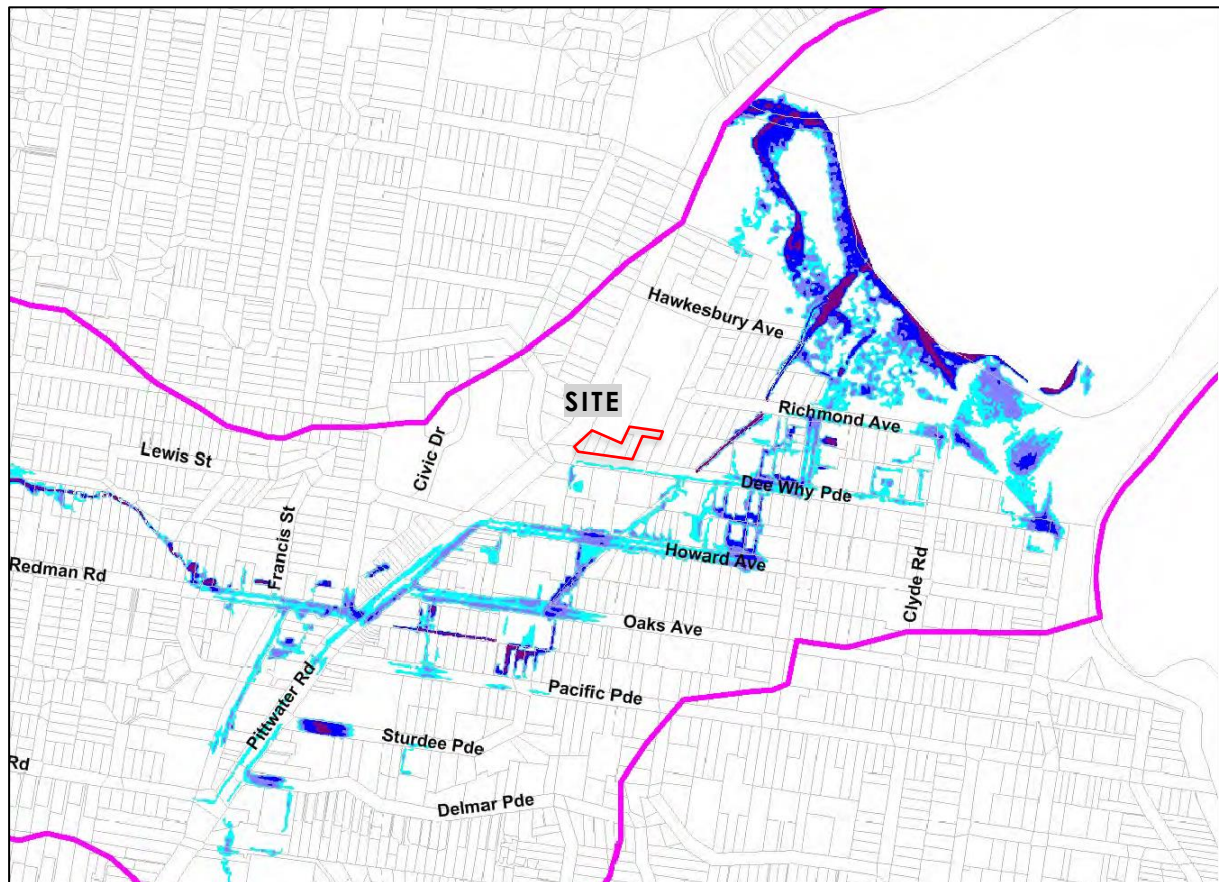 Hawkesbury Ave
SITE
Richmond Ave
Civic Dr
Lewis St
Dee Why Pde
Francis St
Howard Ave
Redman Rd
Clyde Rd
Oaks Ave
Pittwater Rd
Pacific Pde
Sturdee Pde
Rd
Delmar Pde